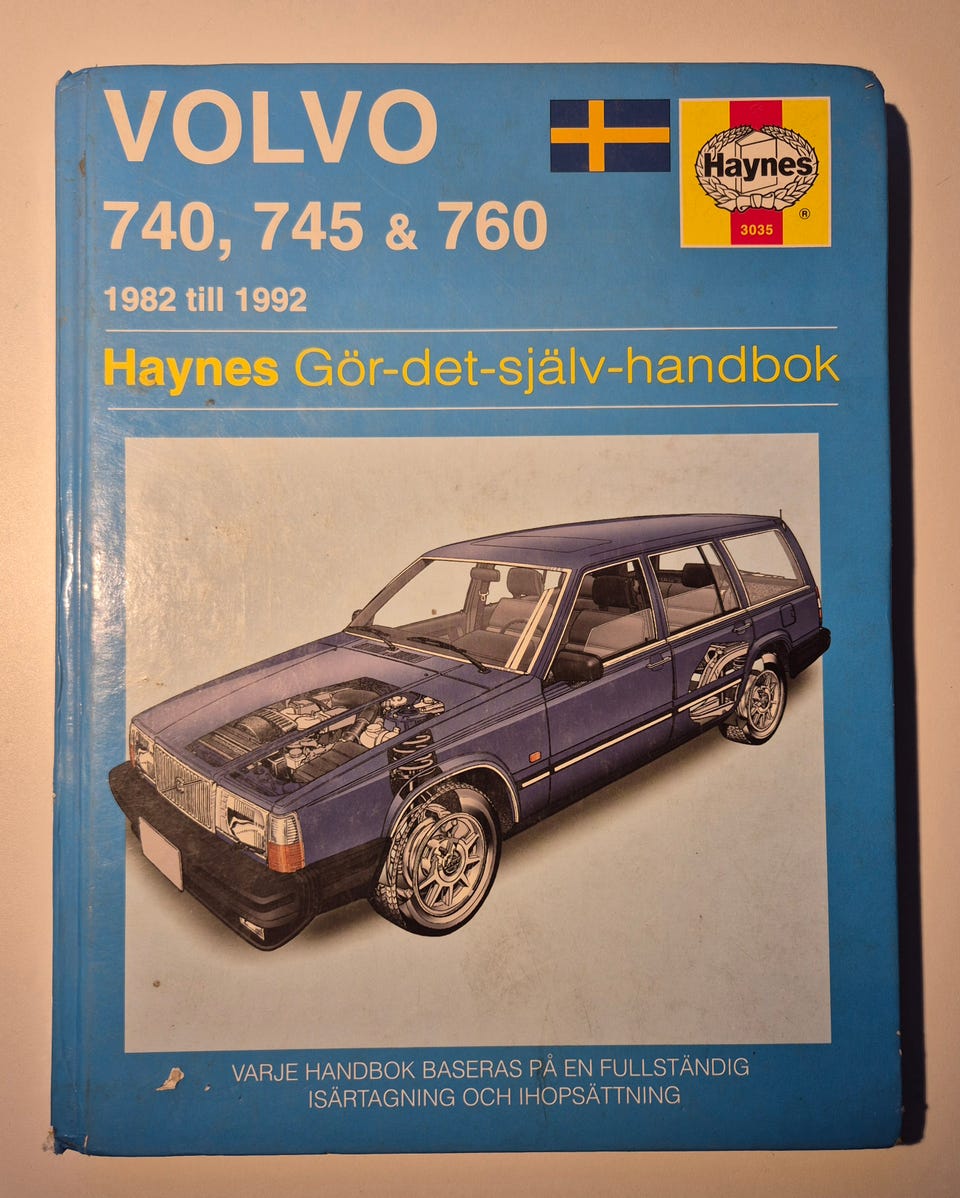 VOLVO
740, 745 & 760
1982 till 1992
Haynes
®
3035
Haynes Gör-det-själv-handbok
VARJE HANDBOK BASERAS PÅ EN FULLSTÄNDIG
ISÄRTAGNING OCH IHOPSÄTTNING